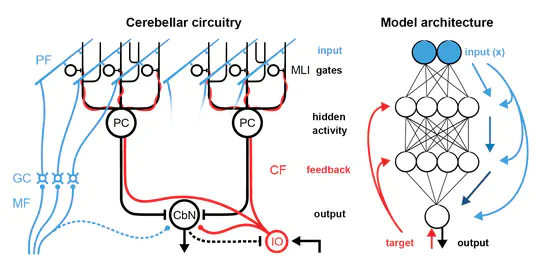 Cerebellar circuitry
Model architecture
PF
input
input (x)
MLI gates
PC
PC
hidden
activity
GC
CF
feedback
MF
CbN
output
IO
target
output